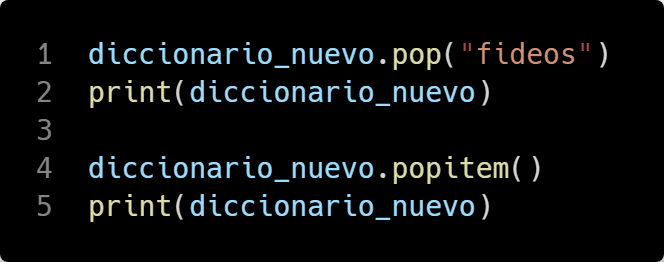 1 diccionario_nuevo.pop("fideos")
2 print(diccionario_nuevo)
3
4 diccionario_nuevo.popitem()
5 print(diccionario_nuevo)